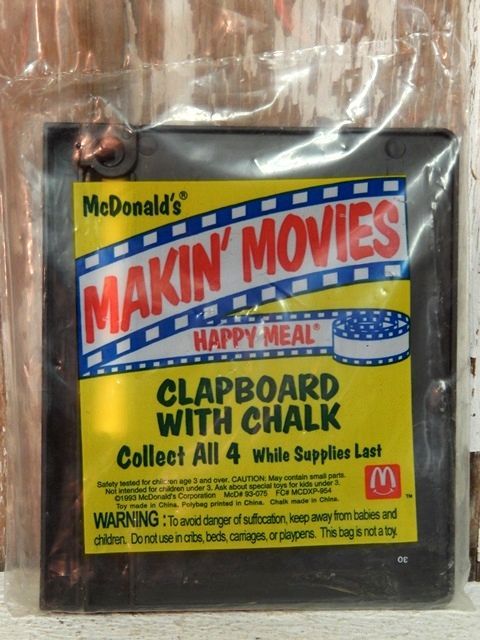 McDonald's®
MAKIN' MOVIES
HAPPY MEAL®
CLAPBOARD
WITH CHALK
Collect All 4 While Supplies Last
Safety tested for children age 3 and over. CAUTION: May contain small parts.
Not intended for children under 3. Ask about special toys for kids under 3.
©1993 McDonald's Corporation McD# 93-075 FC# MCDXP-954
Toy made in China. Polybag printed in China. Chalk made in China.
M
™
WARNING : To avoid danger of suffocation, keep away from babies and
children. Do not use in cribs, beds, carriages, or playpens. This bag is not a toy.
30